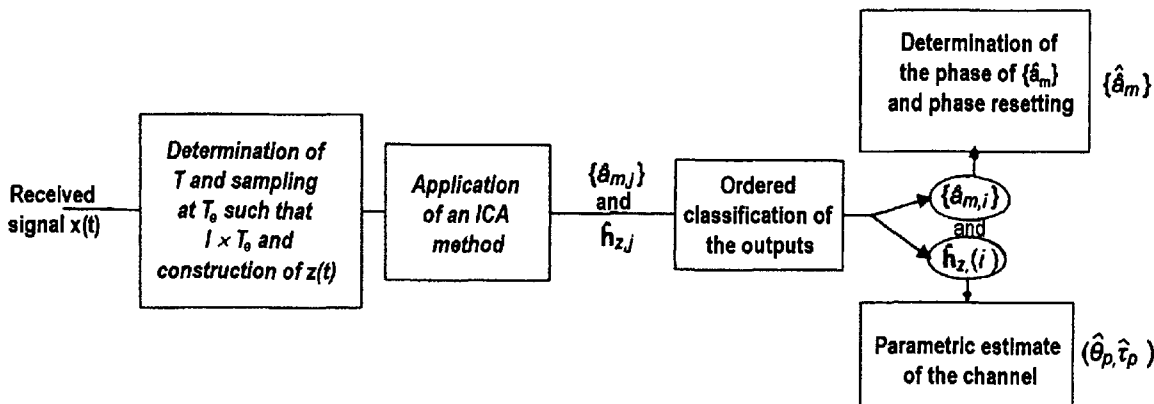 Received
signal x(t)
Determination of
T and sampling
at Tₑ such that
I × Tₑ and
construction of z(t)
Application
of an ICA
method
{âm,j}
and
ĥz,j
Ordered
classification of
the outputs
{âm,i}
and
ĥz,(i)
Determination of
the phase of {âm}
and phase resetting
{â̂m}
Parametric estimate
of the channel
(θ̂p,τ̂p )